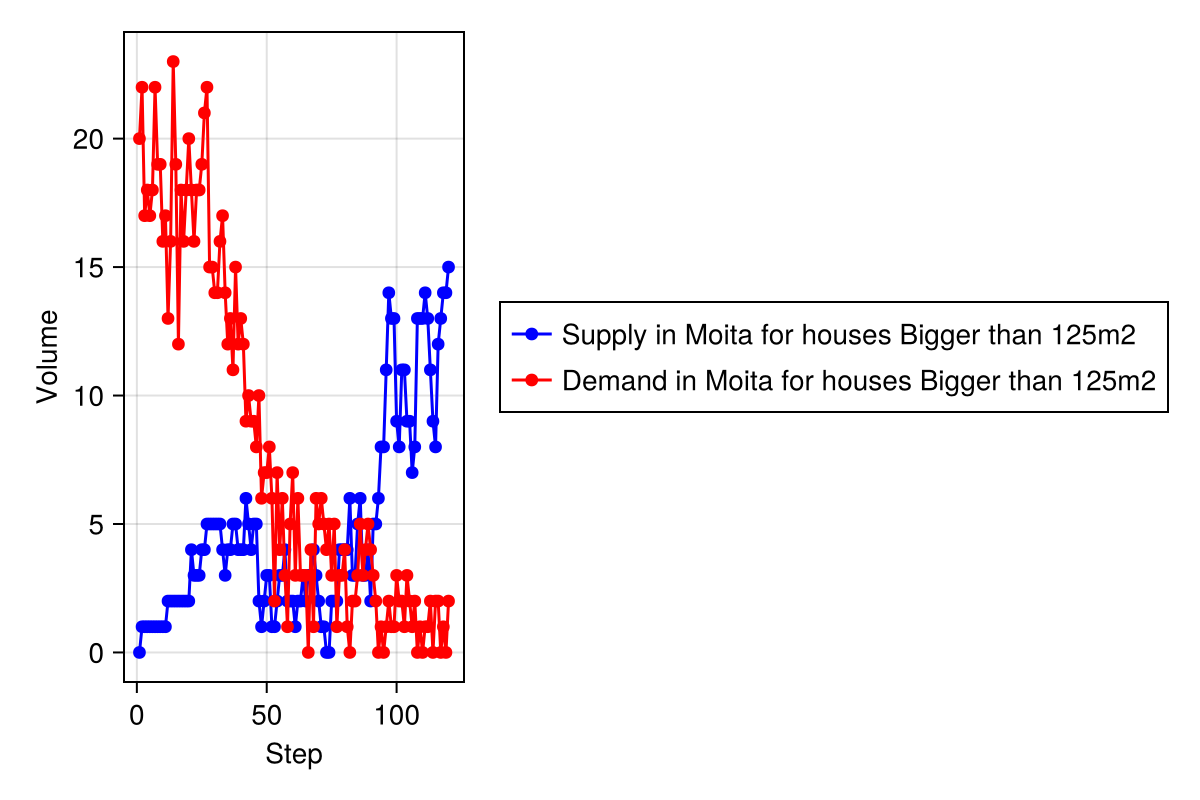 Volume
20
15
10
5
0
0 50 100
Step
Supply in Moita for houses Bigger than 125m2
Demand in Moita for houses Bigger than 125m2